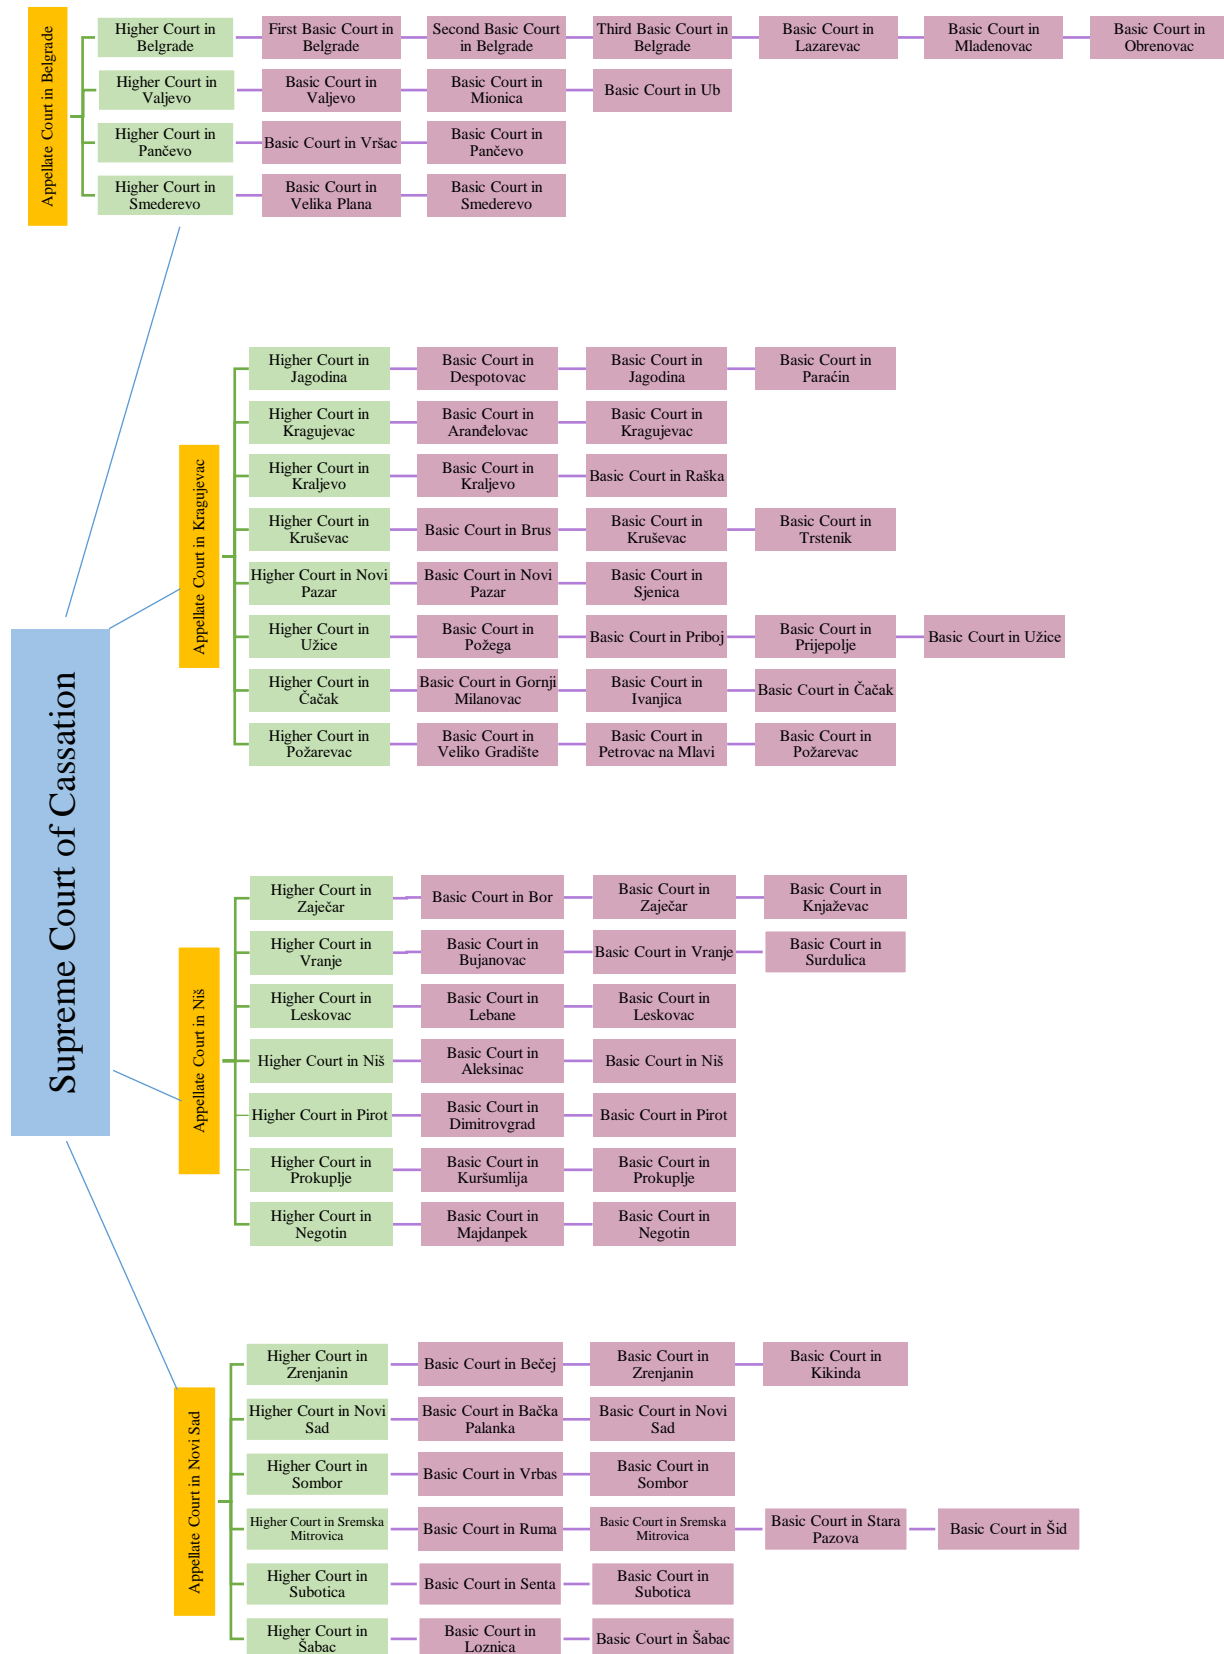 Supreme Court of Cassation
Appellate Court in Belgrade
Higher Court in
Belgrade
First Basic Court in
Belgrade
Second Basic Court
in Belgrade
Third Basic Court in
Belgrade
Basic Court in
Lazarevac
Basic Court in
Mladenovac
Basic Court in
Obrenovac
Higher Court in
Valjevo
Basic Court in
Valjevo
Basic Court in
Mionica
Basic Court in Ub
Higher Court in
Pančevo
Basic Court in Vršac
Basic Court in
Pančevo
Higher Court in
Smederevo
Basic Court in
Velika Plana
Basic Court in
Smederevo
Appellate Court in Kragujevac
Higher Court in
Jagodina
Basic Court in
Despotovac
Basic Court in
Jagodina
Basic Court in
Paraćin
Higher Court in
Kragujevac
Basic Court in
Aranđelovac
Basic Court in
Kragujevac
Higher Court in
Kraljevo
Basic Court in
Kraljevo
Basic Court in Raška
Higher Court in
Kruševac
Basic Court in Brus
Basic Court in
Kruševac
Basic Court in
Trstenik
Higher Court in Novi
Pazar
Basic Court in Novi
Pazar
Basic Court in
Sjenica
Higher Court in
Užice
Basic Court in
Požega
Basic Court in Priboj
Basic Court in
Prijepolje
Basic Court in Užice
Higher Court in
Čačak
Basic Court in Gornji
Milanovac
Basic Court in
Ivanjica
Basic Court in Čačak
Higher Court in
Požarevac
Basic Court in
Veliko Gradište
Basic Court in
Petrovac na Mlavi
Basic Court in
Požarevac
Appellate Court in Niš
Higher Court in
Zaječar
Basic Court in Bor
Basic Court in
Zaječar
Basic Court in
Knjaževac
Higher Court in
Vranje
Basic Court in
Bujanovac
Basic Court in Vranje
Basic Court in
Surdulica
Higher Court in
Leskovac
Basic Court in
Lebane
Basic Court in
Leskovac
Higher Court in Niš
Basic Court in
Aleksinac
Basic Court in Niš
Higher Court in Pirot
Basic Court in
Dimitrovgrad
Basic Court in Pirot
Higher Court in
Prokuplje
Basic Court in
Kuršumlija
Basic Court in
Prokuplje
Higher Court in
Negotin
Basic Court in
Majdanpek
Basic Court in
Negotin
Appellate Court in Novi Sad
Higher Court in
Zrenjanin
Basic Court in Bečej
Basic Court in
Zrenjanin
Basic Court in
Kikinda
Higher Court in Novi
Sad
Basic Court in Bačka
Palanka
Basic Court in Novi
Sad
Higher Court in
Sombor
Basic Court in Vrbas
Basic Court in
Sombor
Higher Court in Sremska
Mitrovica
Basic Court in Ruma
Basic Court in Sremska
Mitrovica
Basic Court in Stara
Pazova
Basic Court in Šid
Higher Court in
Subotica
Basic Court in Senta
Basic Court in
Subotica
Higher Court in
Šabac
Basic Court in
Loznica
Basic Court in Šabac